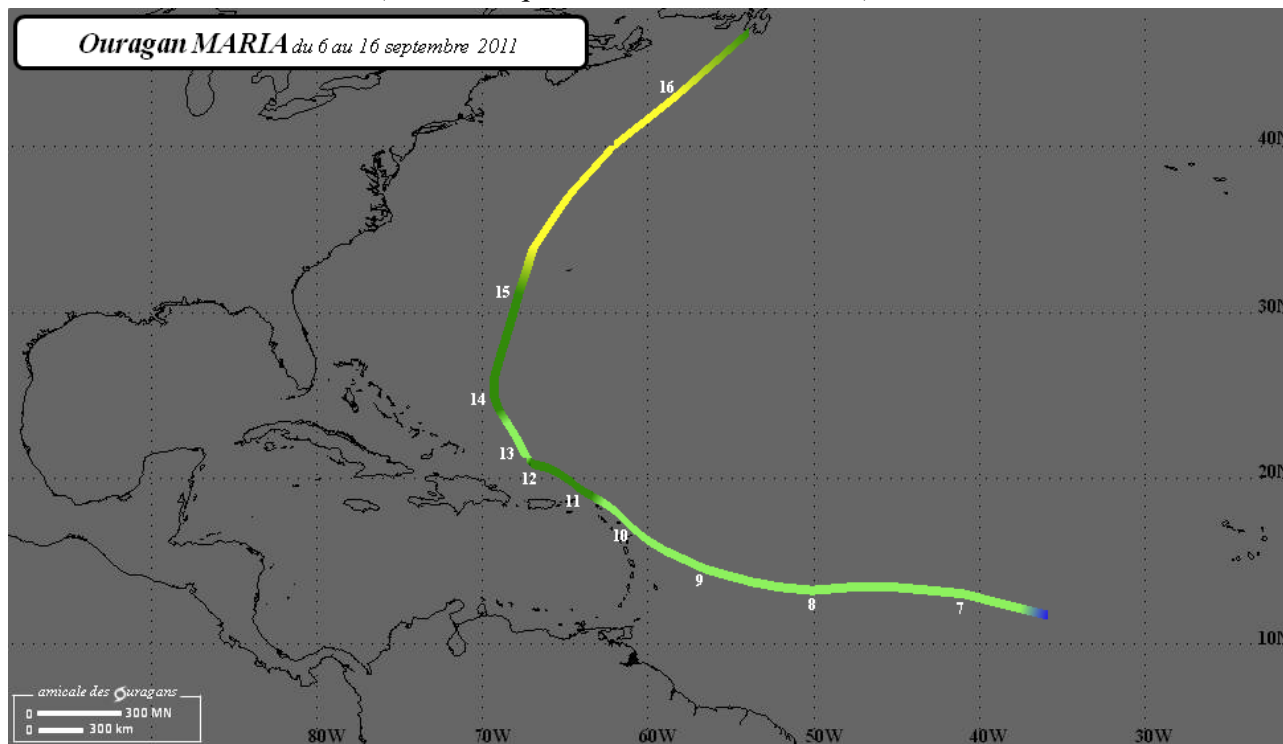 Ouragan MARIA du 6 au 16 septembre 2011
16
40N
15
30N
14
13
12
20N
11
10
9
8
7
10N
amicale des Ouragans
0 300 MN
0 300 km
80W 70W 60W 50W 40W 30W